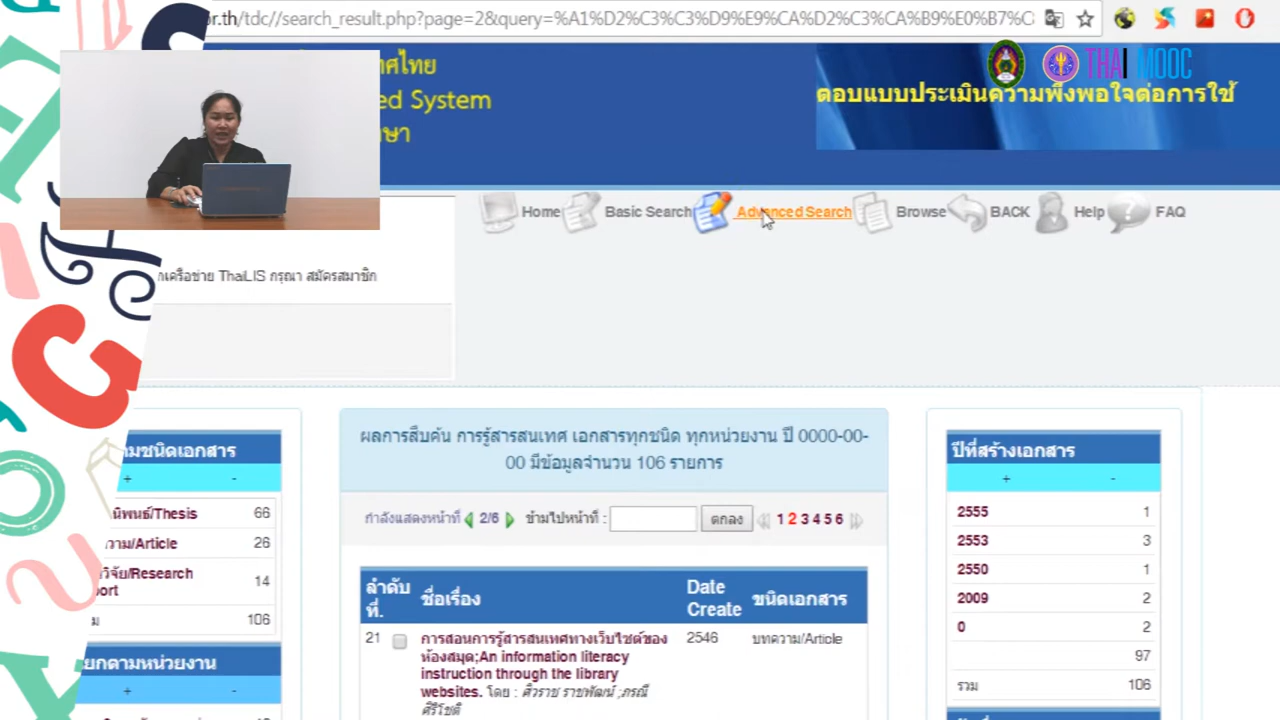 or.th/tdc//search_result.php?page=2&query=%A1%D2%C3%C3%D9%E9%CA%D2%C3%CA%B9%E0%B7%C
ศไทย
ed System
ษา
THAI MOOC
ตอบแบบประเมินความพึงพอใจต่อการใช้
Home
Basic Search
Advanced Search
Browse
BACK
Help
FAQ
กเครือข่าย ThaiLIS กรุณา สมัครสมาชิก
ามชนิดเอกสาร
+ -
นิพนธ์/Thesis 66
วาม/Article 26
วิจัย/Research 14
ort
ม 106
ยกตามหน่วยงาน
+ -
ผลการสืบค้น การรู้สารสนเทศ เอกสารทุกชนิด ทุกหน่วยงาน ปี 0000-00-
00 มีข้อมูลจำนวน 106 รายการ
กำลังแสดงหน้าที่ 2/6 ข้ามไปหน้าที่ : ตกลง 1 2 3 4 5 6
ลำดับที่. ชื่อเรื่อง Date Create ชนิดเอกสาร
21 การสอนการรู้สารสนเทศทางเว็บไซต์ของ 2546 บทความ/Article
ห้องสมุด;An information literacy
instruction through the library
websites. โดย : ศิวราช ราชพัฒน์ ;ภรณี
ศิริโชติ
ปีที่สร้างเอกสาร
+ -
2555 1
2553 3
2550 1
2009 2
0 2
97
รวม 106